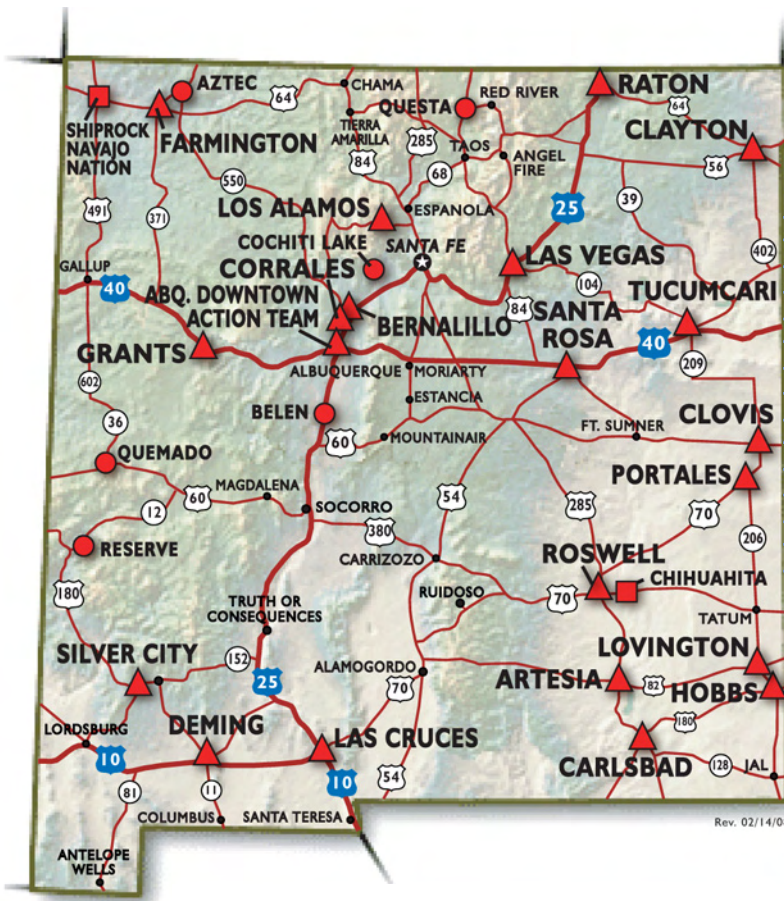 AZTEC
CHAMA
64
RED RIVER
RATON
QUESTA
64
SHIPROCK
NAVAJO
NATION
FARMINGTON
TIERRA
AMARILLA
285
TAOS
ANGEL
FIRE
CLAYTON
84
68
56
550
25
39
491
371
LOS ALAMOS
ESPANOLA
COCHITI LAKE
SANTA FE
402
GALLUP
CORRALES
LAS VEGAS
40
ABQ. DOWNTOWN
ACTION TEAM
104
TUCUMCARI
84
BERNALILLO
SANTA
ROSA
40
GRANTS
ALBUQUERQUE
MORIARTY
209
602
ESTANCIA
36
BELEN
60
MOUNTAINAIR
FT. SUMNER
CLOVIS
QUEMADO
PORTALES
60
MAGDALENA
54
12
SOCORRO
285
70
380
206
RESERVE
CARRIZOZO
ROSWELL
180
RUIDOSO
70
CHIHUAHITA
TRUTH OR
CONSEQUENCES
TATUM
SILVER CITY
152
LOVINGTON
25
ALAMOGORDO
ARTESIA
82
70
HOBBS
LORDSBURG
DEMING
LAS CRUCES
180
10
CARLSBAD
128
JAL
10
54
81
11
COLUMBUS
SANTA TERESA
Rev. 02/14/0
ANTELOPE
WELLS